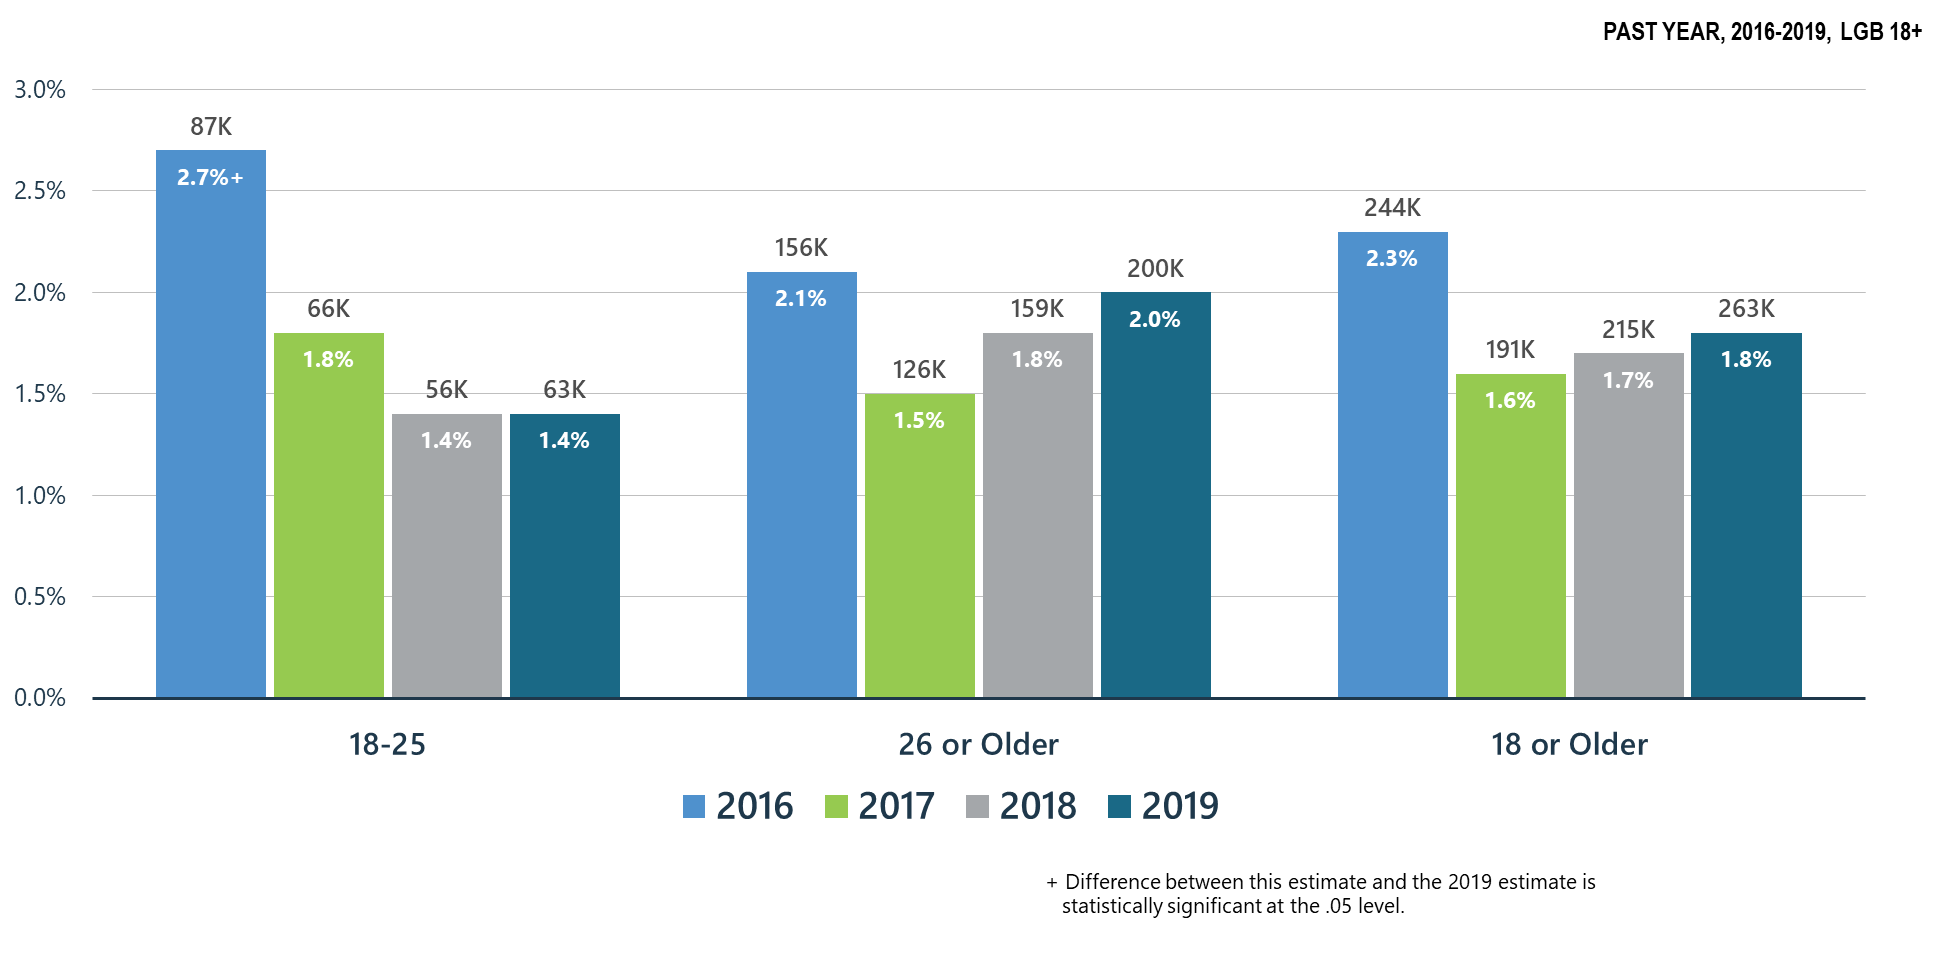 PAST YEAR, 2016-2019, LGB 18+
3.0%
2.5%
2.0%
1.5%
1.0%
0.5%
0.0%
87K
2.7%+
66K
1.8%
56K
1.4%
63K
1.4%
156K
2.1%
126K
1.5%
159K
1.8%
200K
2.0%
244K
2.3%
191K
1.6%
215K
1.7%
263K
1.8%
18-25
26 or Older
18 or Older
2016
2017
2018
2019
+ Difference between this estimate and the 2019 estimate is
statistically significant at the .05 level.